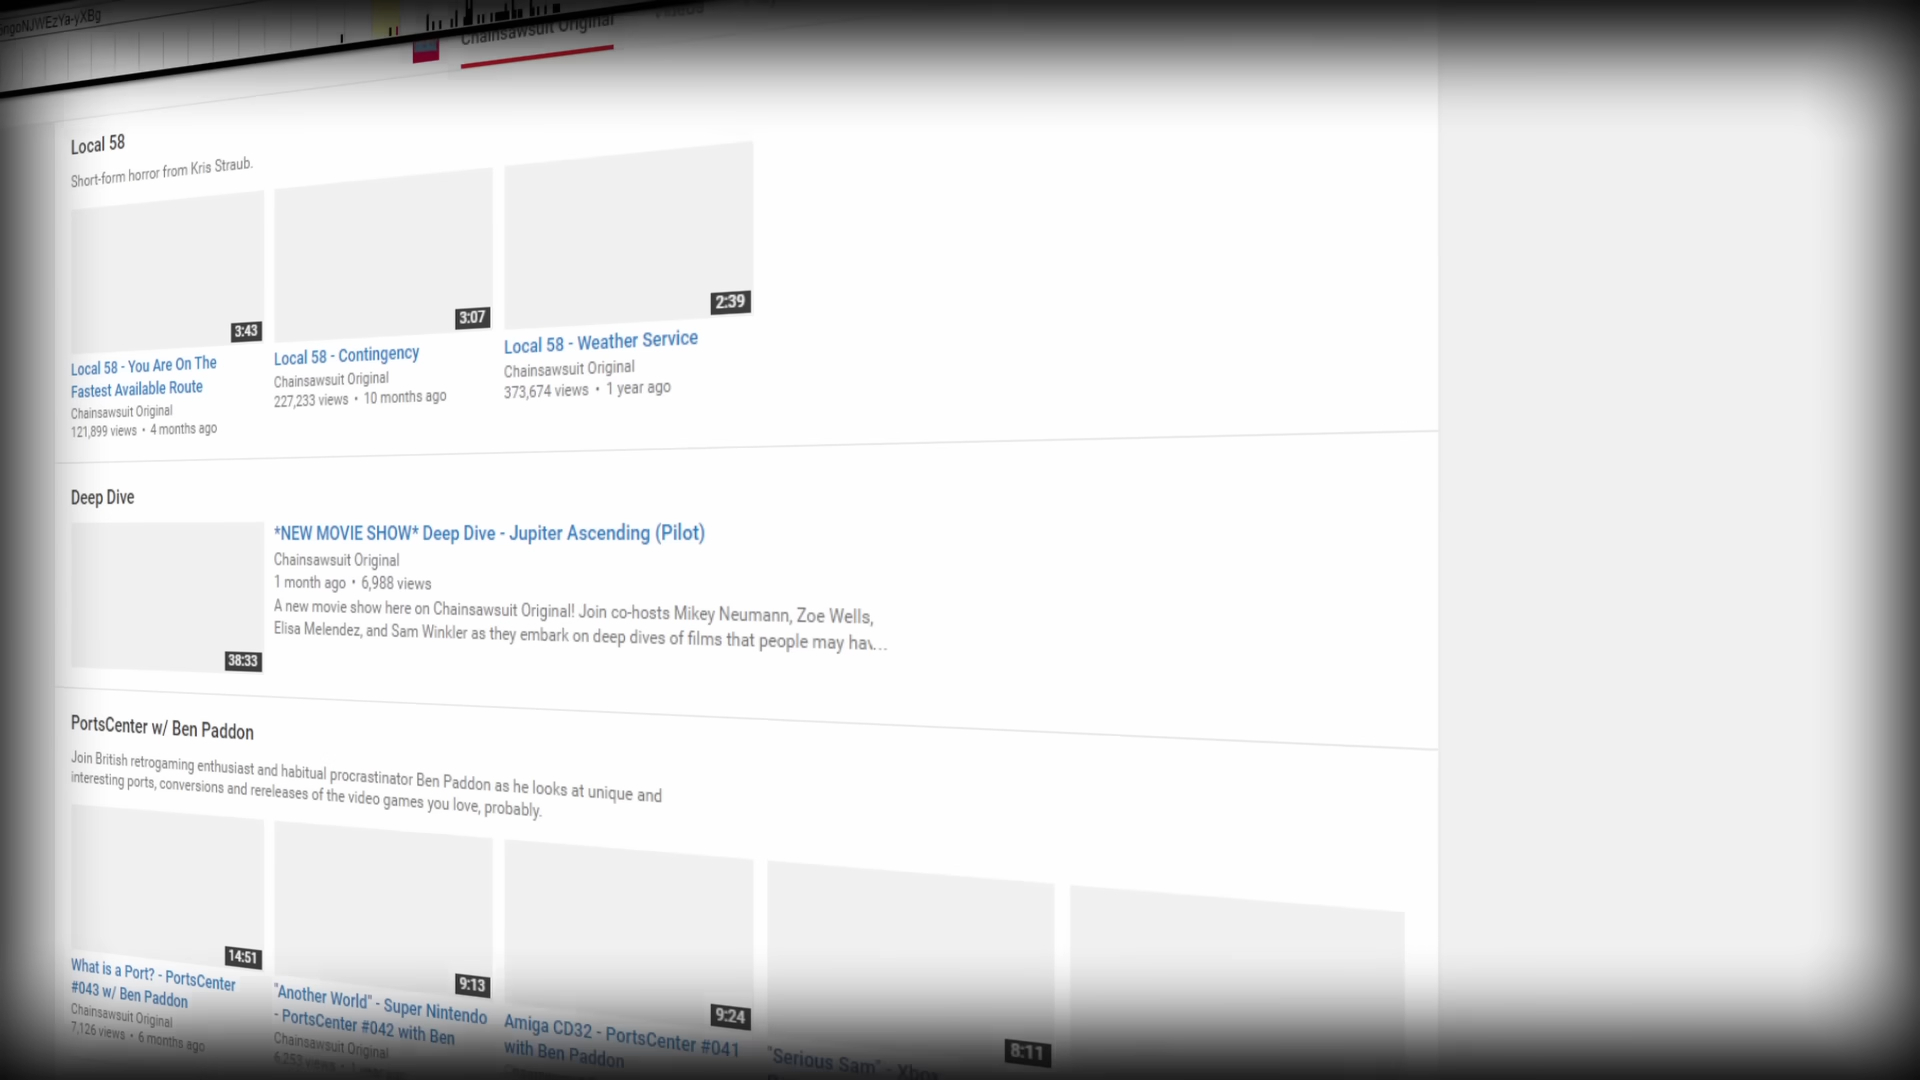 Chainsawsuit Original
Local 58
Short-form horror from Kris Straub.
3:43
3:07
2:39
Local 58 - You Are On The
Fastest Available Route
Chainsawsuit Original
121,899 views • 4 months ago
Local 58 - Contingency
Chainsawsuit Original
227,233 views • 10 months ago
Local 58 - Weather Service
Chainsawsuit Original
373,674 views • 1 year ago
Deep Dive
38:33
*NEW MOVIE SHOW* Deep Dive - Jupiter Ascending (Pilot)
Chainsawsuit Original
1 month ago • 6,988 views
A new movie show here on Chainsawsuit Original! Join co-hosts Mikey Neumann, Zoe Wells,
Elisa Melendez, and Sam Winkler as they embark on deep dives of films that people may hav...
PortsCenter w/ Ben Paddon
Join British retrogaming enthusiast and habitual procrastinator Ben Paddon as he looks at unique and
interesting ports, conversions and rereleases of the video games you love, probably.
14:51
9:13
9:24
8:11
What is a Port? - PortsCenter
#043 w/ Ben Paddon
Chainsawsuit Original
7,126 views • 6 months ago
"Another World" - Super Nintendo
- PortsCenter #042 with Ben
Chainsawsuit Original
6,253 views •
Amiga CD32 - PortsCenter #041
with Ben Paddon
"Serious Sam" - Xbox